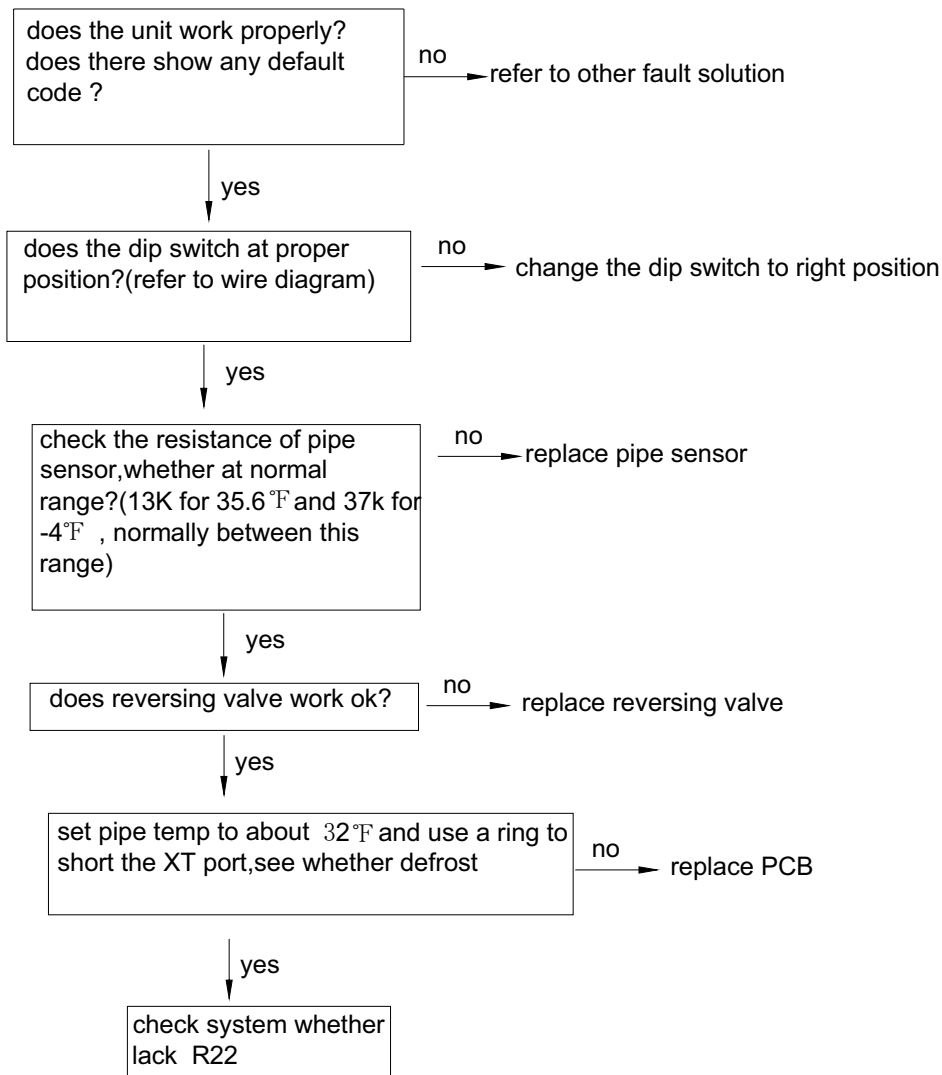 does the unit work properly?
does there show any default
code ?
no
refer to other fault solution
yes
does the dip switch at proper
position?(refer to wire diagram)
no
change the dip switch to right position
yes
check the resistance of pipe
sensor,whether at normal
range?(13K for 35.6℉ and 37k for
-4℉ , normally between this
range)
no
replace pipe sensor
yes
does reversing valve work ok?
no
replace reversing valve
yes
set pipe temp to about 32℉ and use a ring to
short the XT port,see whether defrost
no
replace PCB
yes
check system whether
lack R22